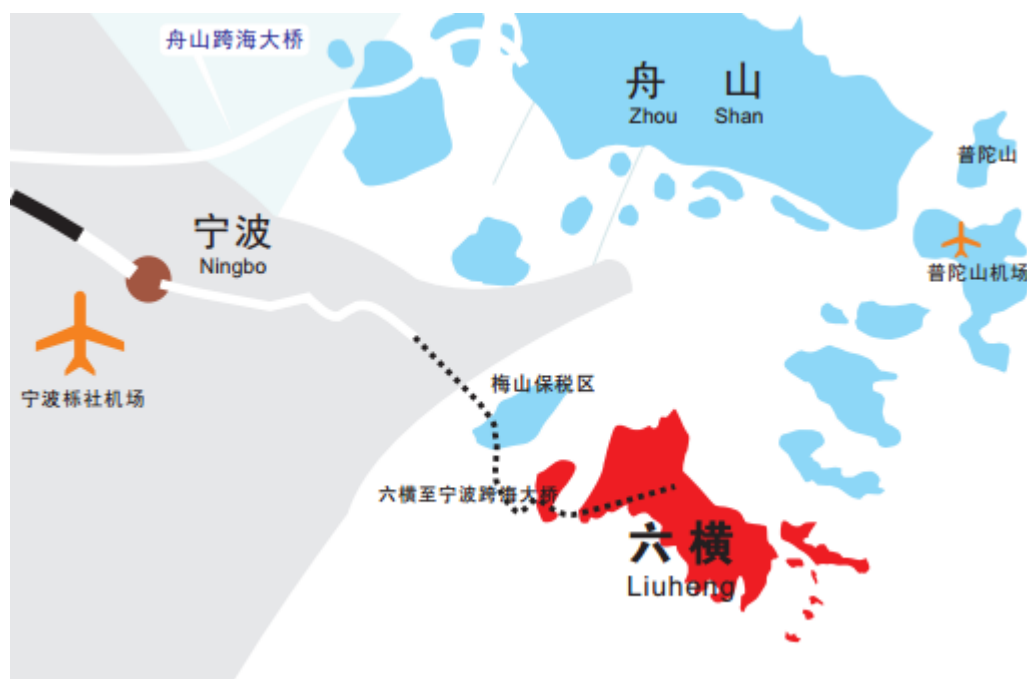 舟山跨海大桥
舟 山
Zhou Shan
普陀山
宁波
Ningbo
普陀山机场
宁波栎社机场
梅山保税区
六横至宁波跨海大桥
六横
Liuheng